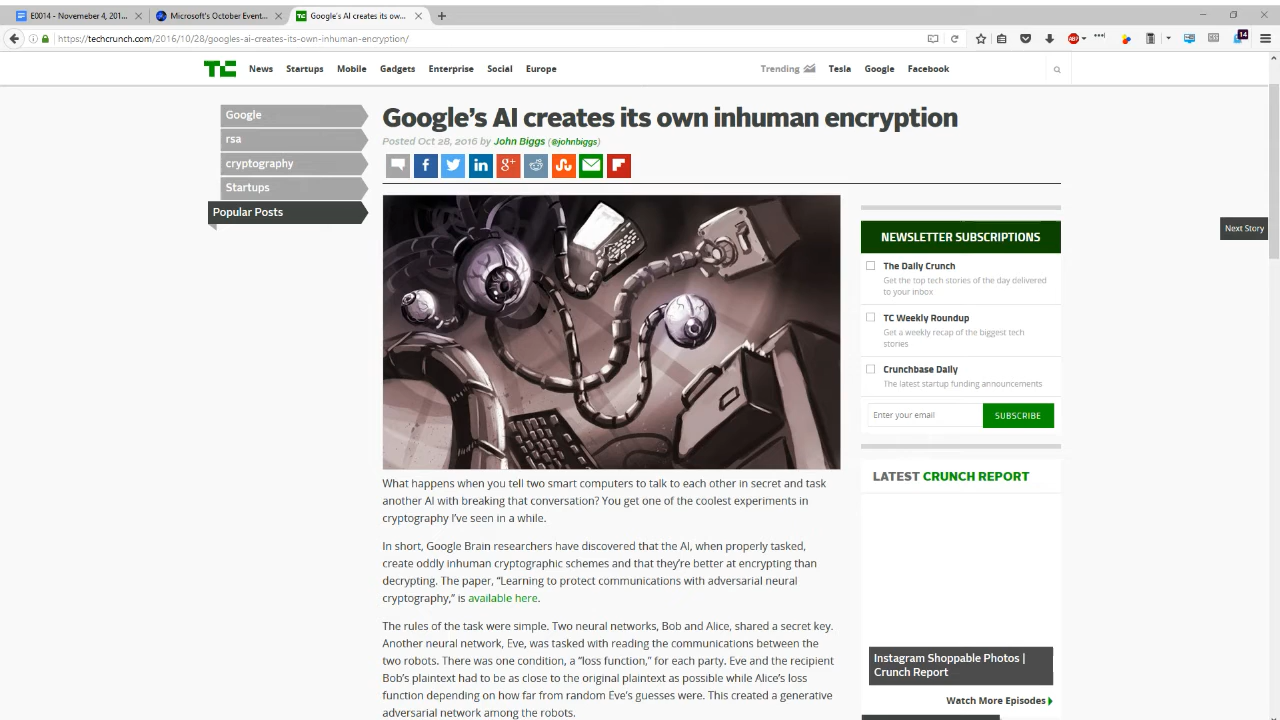 E0014 - Novemeber 4, 201...
Microsoft's October Event...
Google's AI creates its ow...
https://techcrunch.com/2016/10/28/googles-ai-creates-its-own-inhuman-encryption/
ABP
14
TC
News
Startups
Mobile
Gadgets
Enterprise
Social
Europe
Trending
Tesla
Google
Facebook
Google
rsa
cryptography
Startups
Popular Posts
Google's AI creates its own inhuman encryption
Posted Oct 28, 2016 by John Biggs (@johnbiggs)
What happens when you tell two smart computers to talk to each other in secret and task
another AI with breaking that conversation? You get one of the coolest experiments in
cryptography I've seen in a while.
In short, Google Brain researchers have discovered that the AI, when properly tasked,
create oddly inhuman cryptographic schemes and that they're better at encrypting than
decrypting. The paper, “Learning to protect communications with adversarial neural
cryptography,” is available here.
The rules of the task were simple. Two neural networks, Bob and Alice, shared a secret key.
Another neural network, Eve, was tasked with reading the communications between the
two robots. There was one condition, a “loss function,” for each party. Eve and the recipient
Bob's plaintext had to be as close to the original plaintext as possible while Alice's loss
function depending on how far from random Eve's guesses were. This created a generative
adversarial network among the robots.
NEWSLETTER SUBSCRIPTIONS
The Daily Crunch
Get the top tech stories of the day delivered
to your inbox
TC Weekly Roundup
Get a weekly recap of the biggest tech
stories
Crunchbase Daily
The latest startup funding announcements
Enter your email
SUBSCRIBE
LATEST CRUNCH REPORT
Instagram Shoppable Photos |
Crunch Report
Watch More Episodes
Next Story